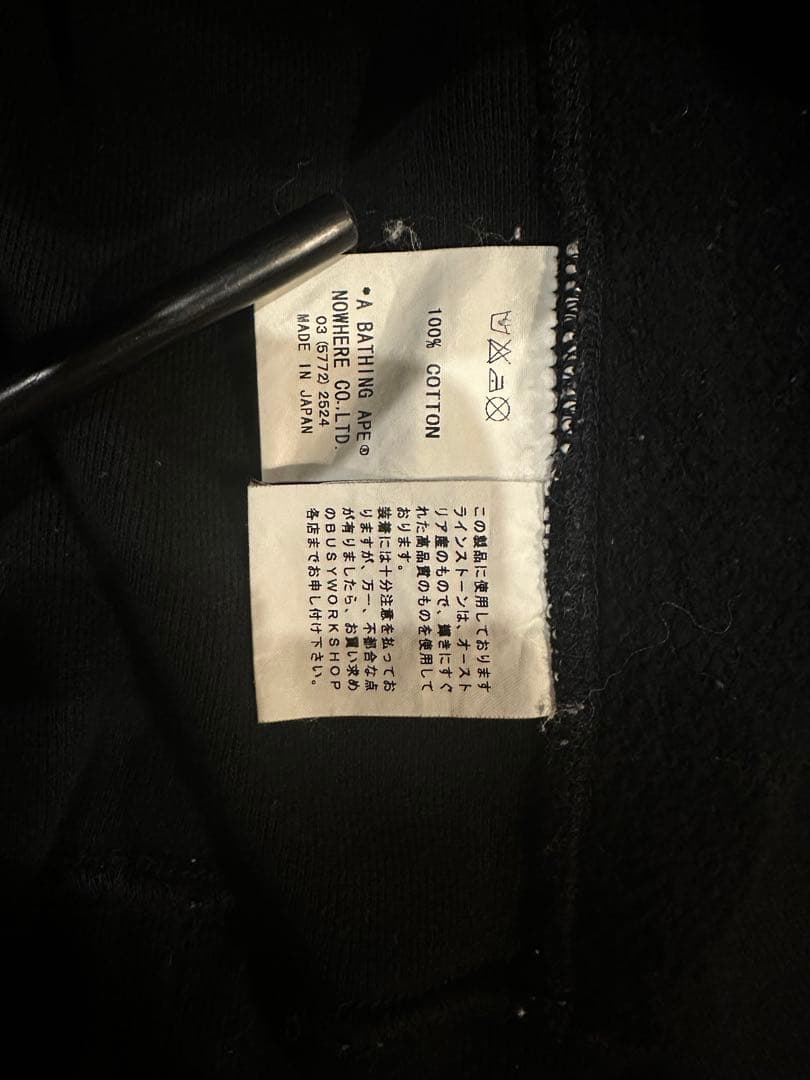 100% COTTON
•A BATHING APE®
NOWHERE CO.,LTD.
03 (5772) 2524
MADE IN JAPAN
この製品に使用しております
ラインストーンは、オースト
リア産のもので、輝きにすぐ
れた高品質のものを使用して
おります。
装着には十分注意を払ってお
りますが、万一、不都合な点
が有りましたら、お買い求め
のBUSYWORKSHOP
各店までお申し付け下さい。